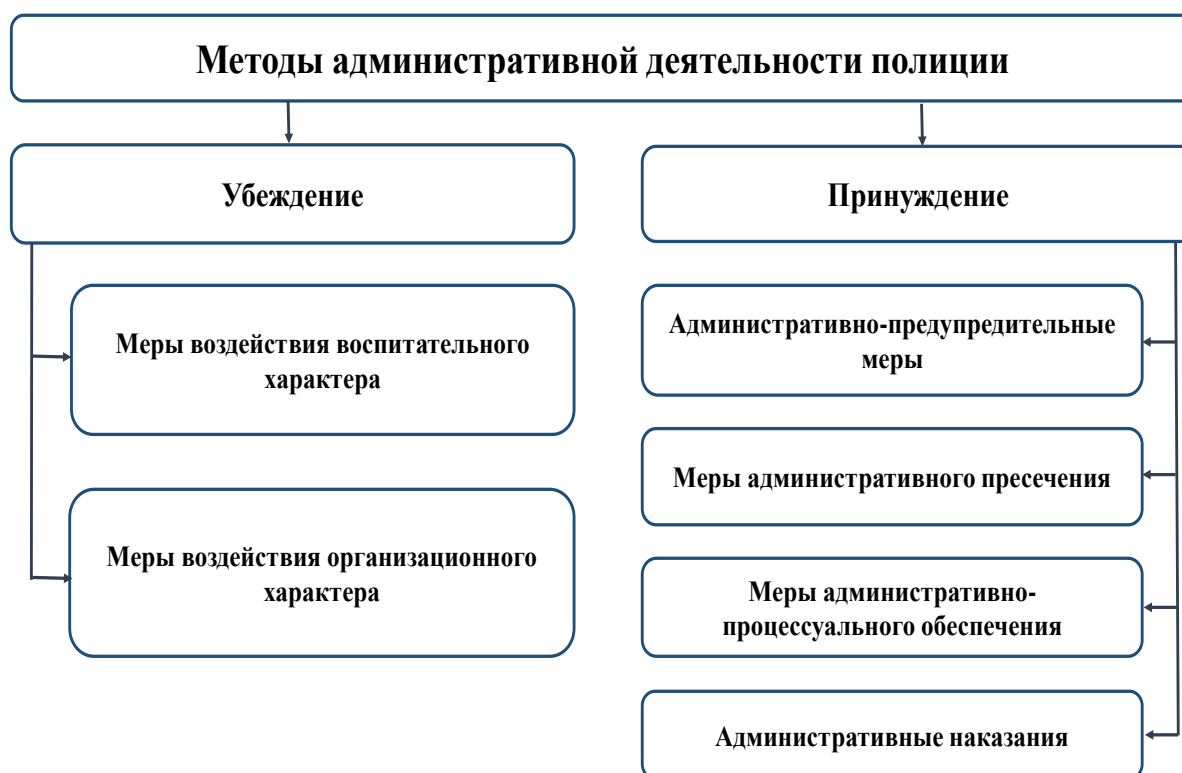 Методы административной деятельности полиции
Убеждение
Меры воздействия воспитательного
характера
Меры воздействия организационного
характера
Принуждение
Административно-предупредительные
меры
Меры административного пресечения
Меры административно-
процессуального обеспечения
Административные наказания